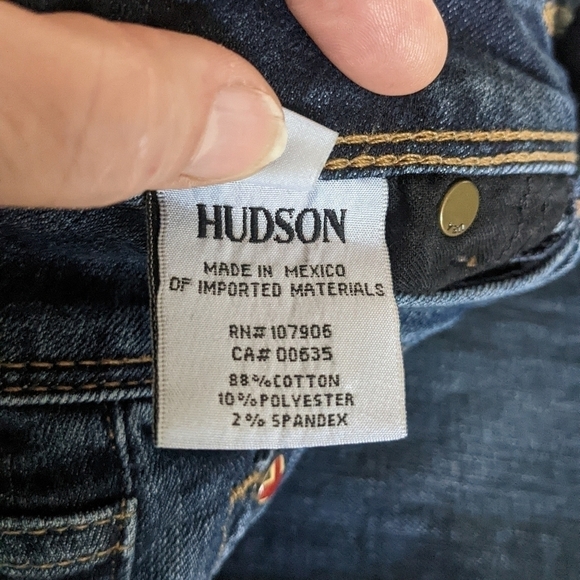 HUDSON
MADE IN MEXICO
OF IMPORTED MATERIALS
RN# 107906
CA# 00635
88%COTTON
10%POLYESTER
2% SPANDEX